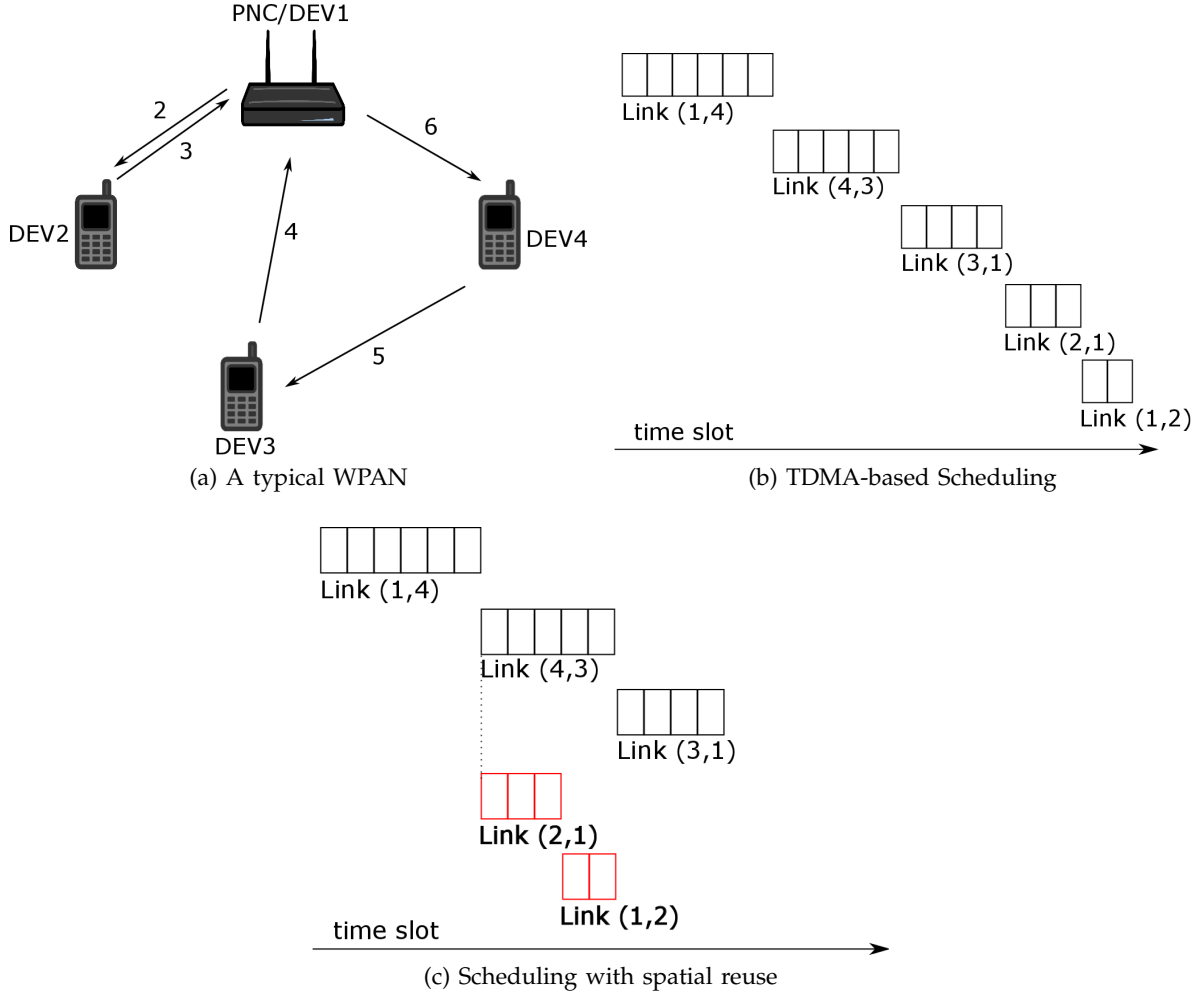 PNC/DEV1
2
3
6
DEV2
4
DEV4
5
DEV3
(a) A typical WPAN
Link (1,4)
Link (4,3)
Link (3,1)
Link (2,1)
Link (1,2)
time slot
(b) TDMA-based Scheduling
Link (1,4)
Link (4,3)
Link (3,1)
Link (2,1)
Link (1,2)
time slot
(c) Scheduling with spatial reuse